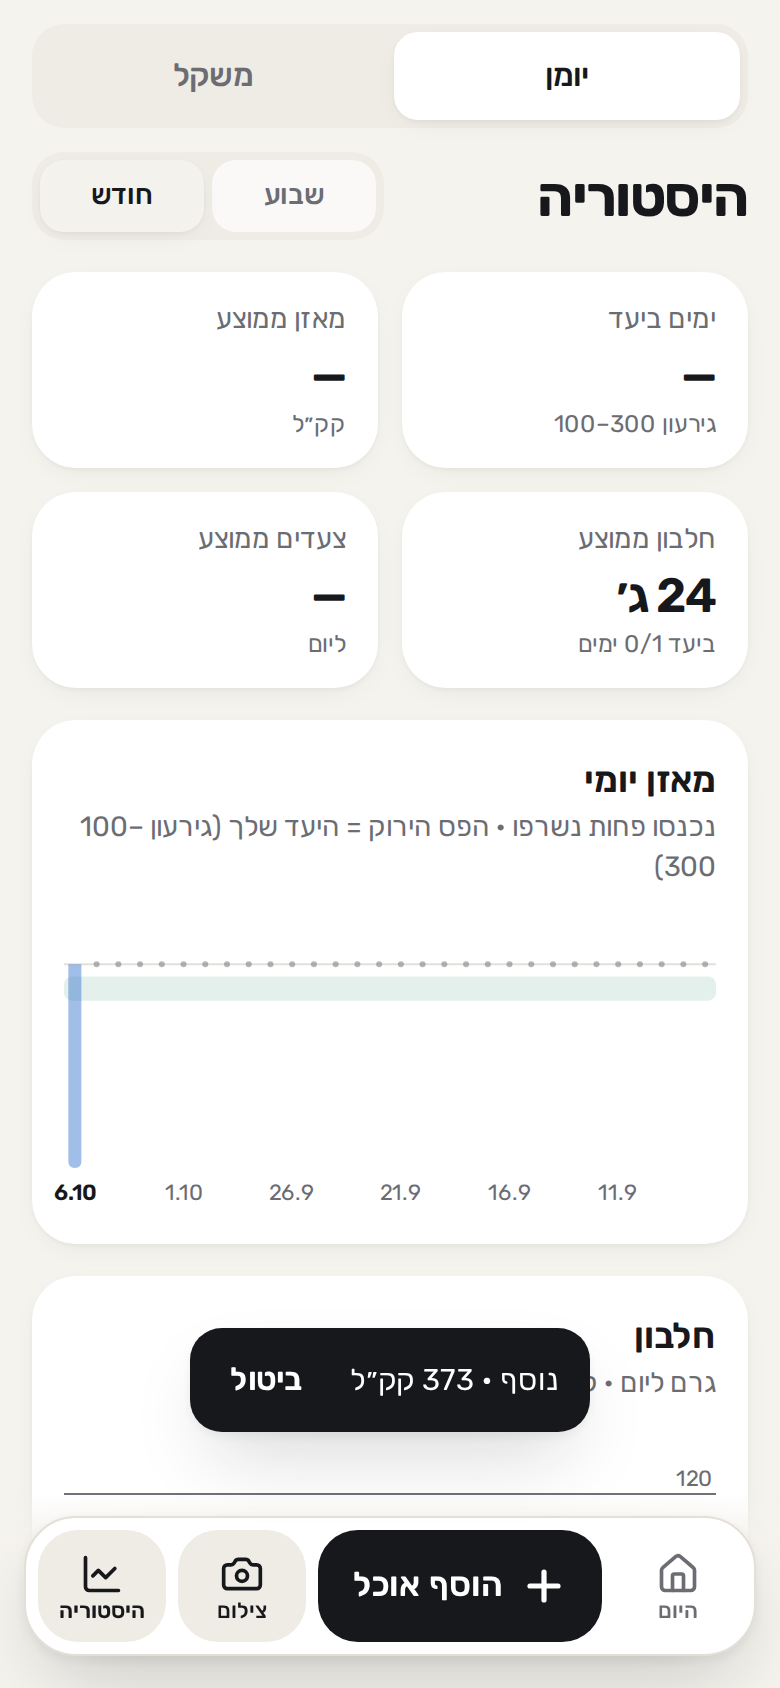 יומן
משקל
היסטוריה
שבוע
חודש
ימים ביעד
–
גירעון 100–300
מאזן ממוצע
–
קק״ל
חלבון ממוצע
24 ג׳
ביעד 0/1 ימים
צעדים ממוצע
–
ליום
מאזן יומי
נכנסו פחות נשרפו • הפס הירוק = היעד שלך (גירעון 100–
300)
11.9
16.9
21.9
26.9
1.10
6.10
חלבון
גרם ליום •
נוסף • 373 קק״ל
ביטול
120
היום
+ הוסף אוכל
צילום
היסטוריה